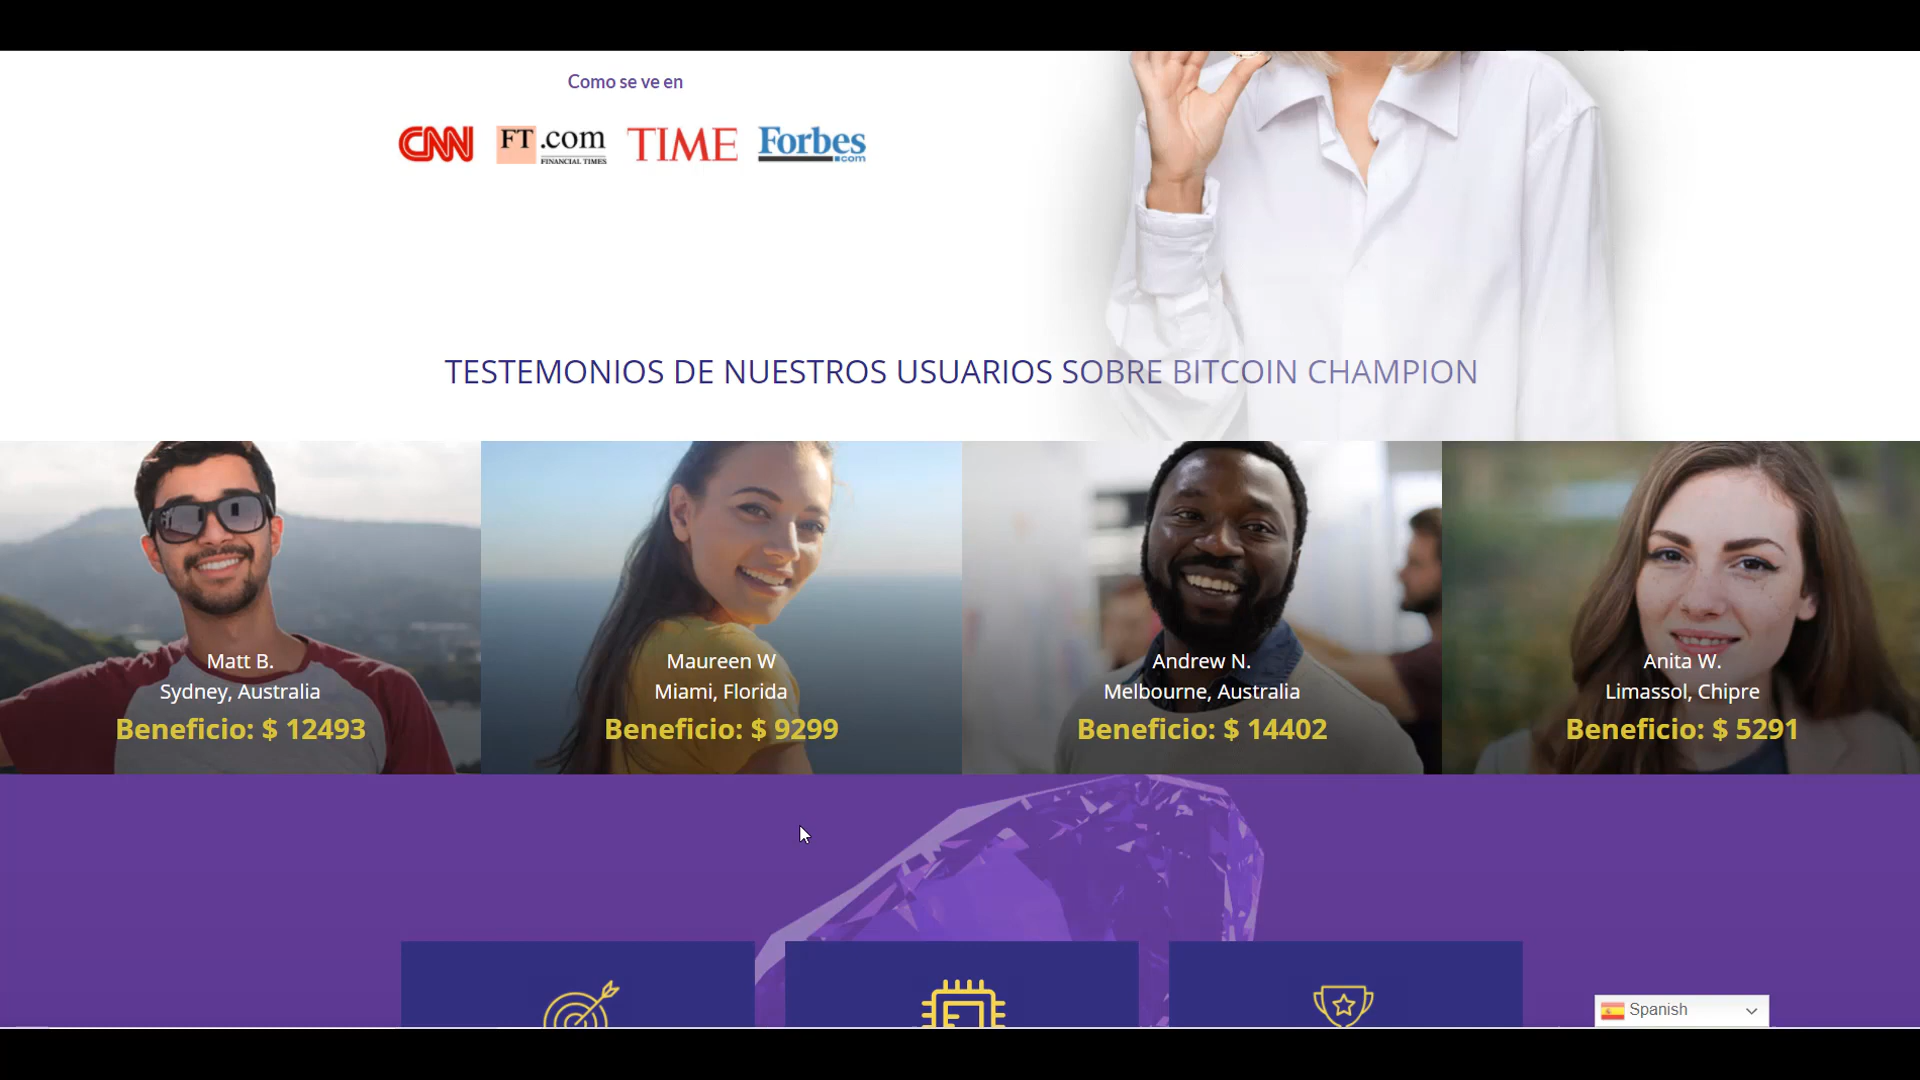 Como se ve en
CNN
FT.com
FINANCIAL TIMES
TIME
Forbes
.com
TESTEMONIOS DE NUESTROS USUARIOS SOBRE BITCOIN CHAMPION
Matt B.
Sydney, Australia
Beneficio: $ 12493
Maureen W
Miami, Florida
Beneficio: $ 9299
Andrew N.
Melbourne, Australia
Beneficio: $ 14402
Anita W.
Limassol, Chipre
Beneficio: $ 5291
Spanish